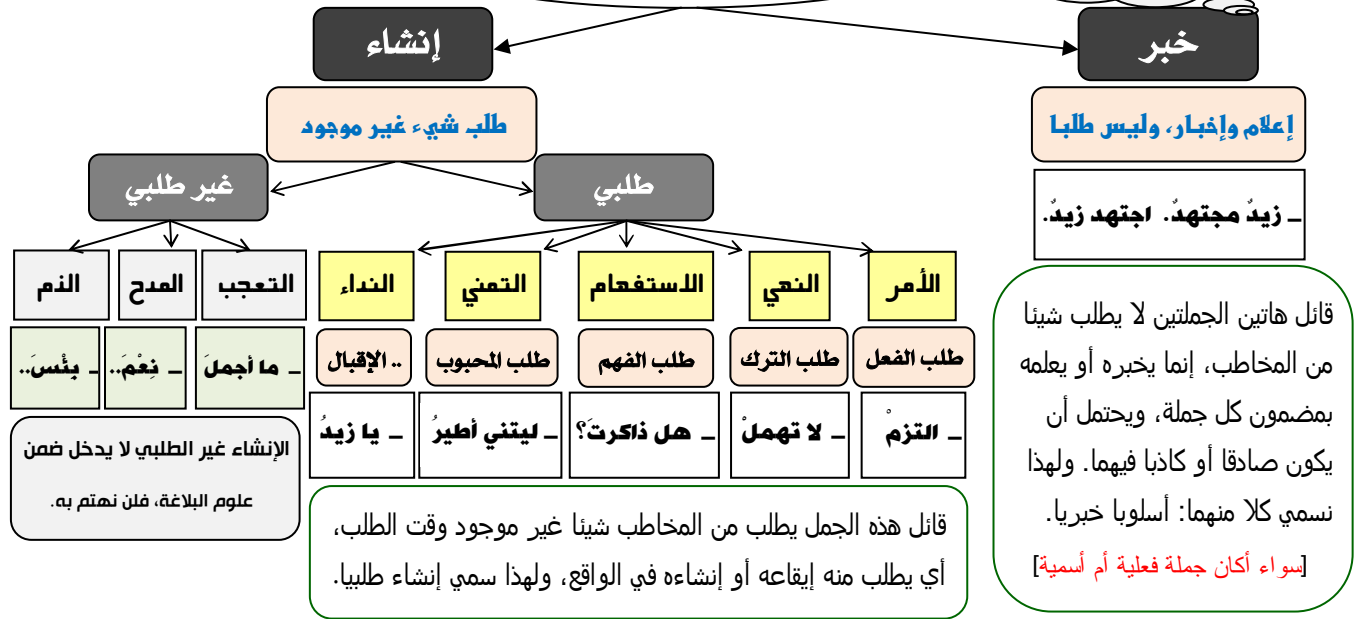 خبر
إنشاء
إعلام وإخبار، وليس طلبا
طلب شيء غير موجود
طلبي
غير طلبي
_ زيدٌ مجتهدٌ. اجتهد زيدٌ.
الأمر
النهي
الاستفهام
التمني
النداء
التعجب
المدح
الذم
طلب الفعل
طلب الترك
طلب الفهم
طلب المحبوب
.. الإقبال
_ ما أجملَ
_ نِعْمَ..
_ بئْسَ..
_ التزمْ
_ لا تهملْ
_ هل ذاكرتَ؟
_ ليتني أطيرُ
_ يا زيدُ
قائل هاتين الجملتين لا يطلب شيئا
من المخاطب، إنما يخبره أو يعلمه
بمضمون كل جملة، ويحتمل أن
يكون صادقا أو كاذبا فيهما. ولهذا
نسمي كلا منهما: أسلوبا خبريا.
[سواء أكان جملة فعلية أم أسمية]
قائل هذه الجمل يطلب من المخاطب شيئا غير موجود وقت الطلب،
أي يطلب منه إيقاعه أو إنشاءه في الواقع، ولهذا سمي إنشاء طلبيا.
الإنشاء غير الطلبي لا يدخل ضمن
علوم البلاغة، فلن نهتم به.